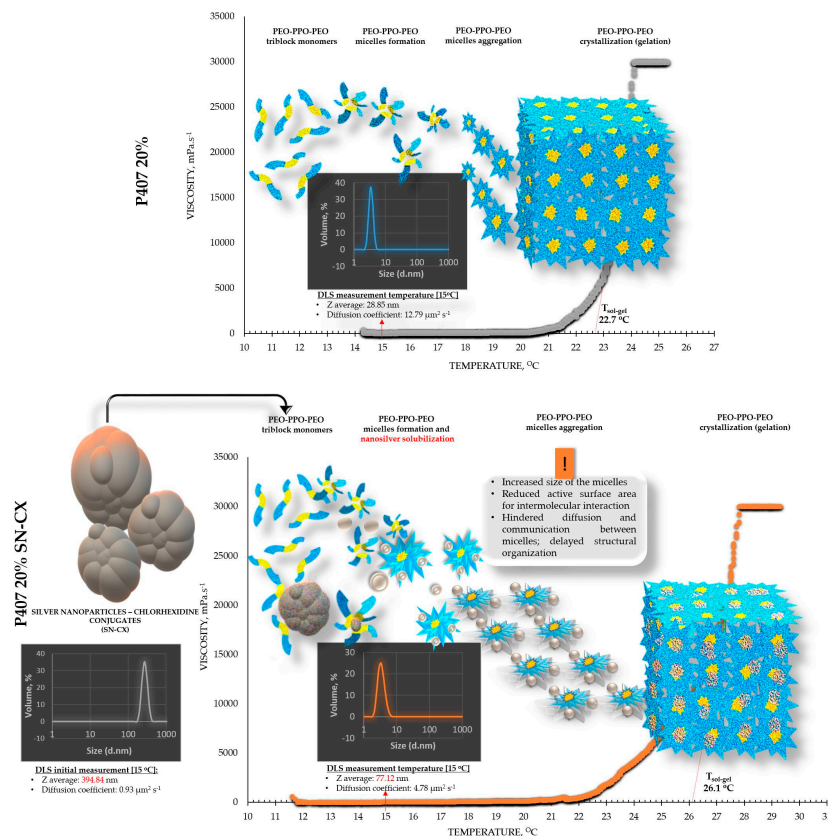 PEO-PPO-PEO
triblock monomers
PEO-PPO-PEO
micelles formation
PEO-PPO-PEO
micelles aggregation
PEO-PPO-PEO
crystallization (gelation)
P407 20%
VISCOSITY, mPa.s⁻¹
35000
30000
25000
20000
15000
10000
5000
0
Volume, %
40
30
20
10
0
-10
1
10
100
1000
Size (d.nm)
DLS measurement temperature [15ºC]
• Z average: 28.85 nm
• Diffusion coefficient: 12.79 µm² s⁻¹
Tsol-gel
22.7 ºC
10 11 12 13 14 15 16 17 18 19 20 21 22 23 24 25 26 27
TEMPERATURE, ᴼC
PEO-PPO-PEO
triblock monomers
PEO-PPO-PEO
micelles formation and
nanosilver solubilization
PEO-PPO-PEO
micelles aggregation
PEO-PPO-PEO
crystallization (gelation)
!
• Increased size of the micelles
• Reduced active surface area
for intermolecular interaction
• Hindered diffusion and
communication between
micelles; delayed structural
organization
P407 20% SN-CX
SILVER NANOPARTICLES – CHLORHEXIDINE
CONJUGATES
(SN-CX)
Volume, %
40
30
20
10
0
-10
1
10
100
1000
Size (d.nm)
DLS initial measurement [15 ºC]:
• Z average: 394.84 nm
• Diffusion coefficient: 0.93 µm² s⁻¹
VISCOSITY, mPa.s⁻¹
35000
30000
25000
20000
15000
10000
5000
0
Volume, %
40
30
20
10
0
-10
1
10
100
1000
Size (d.nm)
DLS measurement temperature [15 ºC]
• Z average: 77.12nm
• Diffusion coefficient: 4.78 µm² s⁻¹
Tsol-gel
26.1 ºC
10 11 12 13 14 15 16 17 18 19 20 21 22 23 24 25 26 27 28 29 30
TEMPERATURE, ᴼC